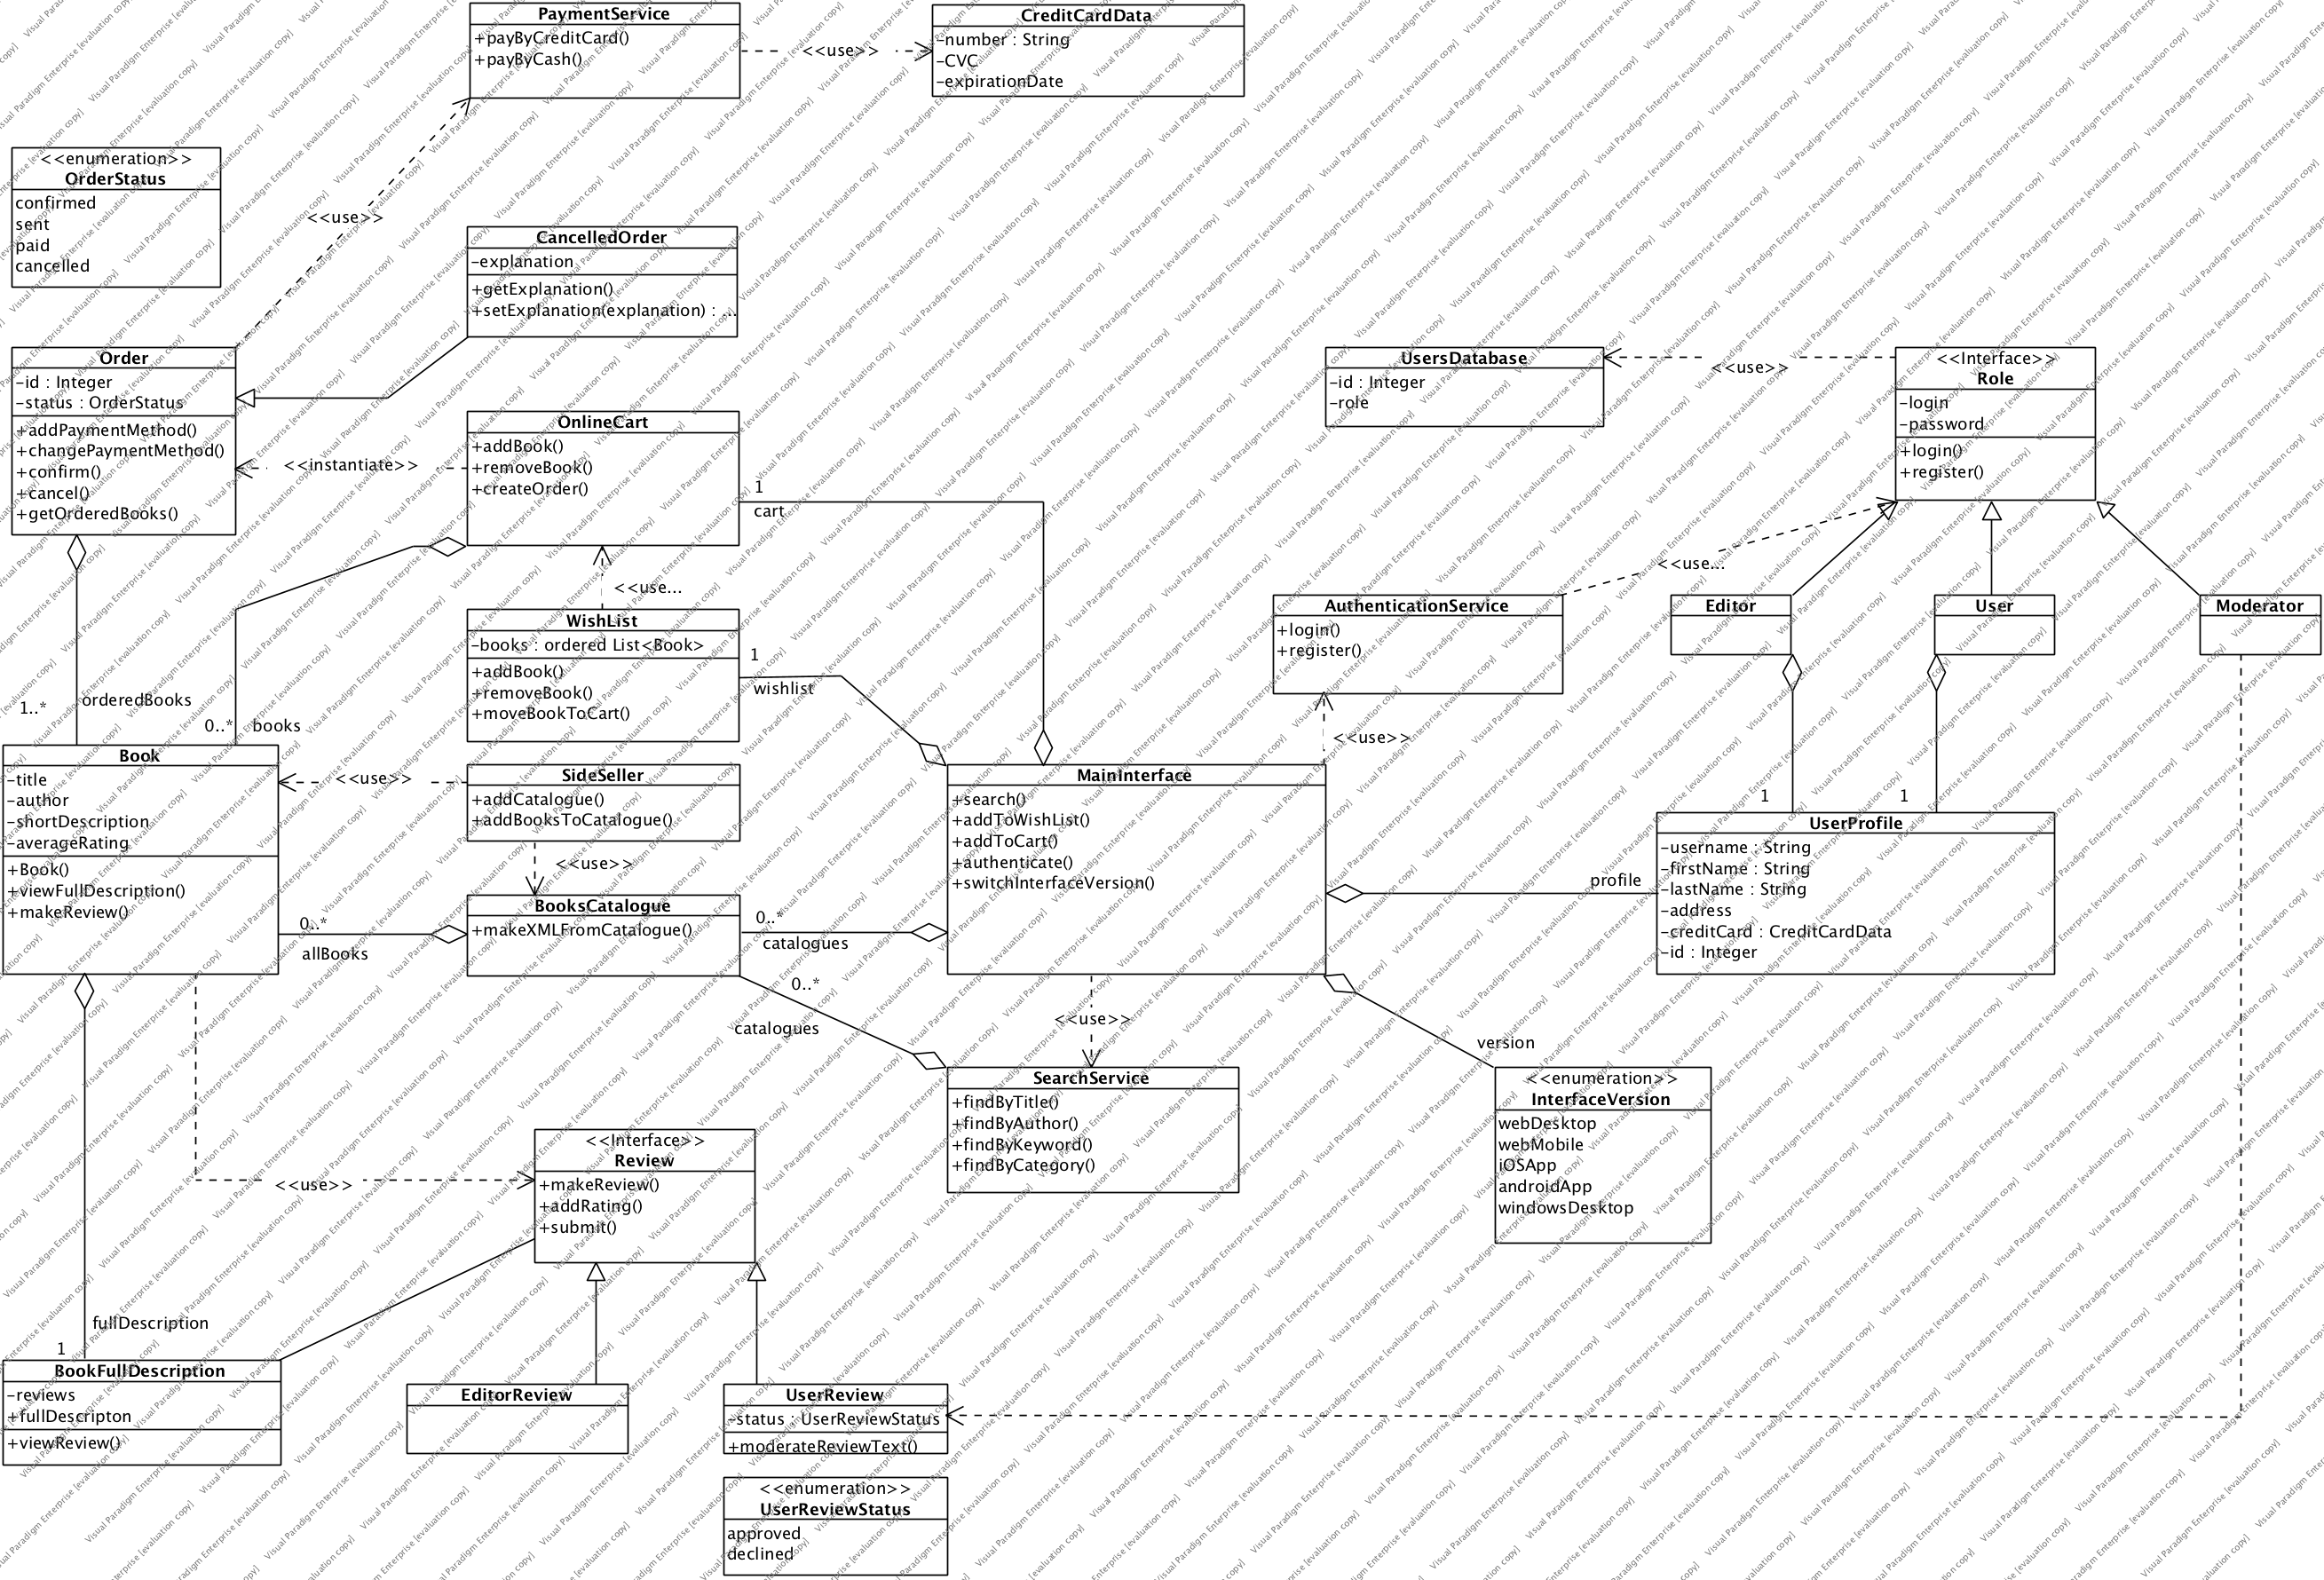 PaymentService
+payByCreditCard()
+payByCash()
<<use>>
CreditCardData
-number : String
-CVC
-expirationDate
<<enumeration>>
OrderStatus
confirmed
sent
paid
cancelled
<<use>>
CancelledOrder
-explanation
+getExplanation()
+setExplanation(explanation) : ...
Order
-id : Integer
-status : OrderStatus
+addPaymentMethod()
+changePaymentMethod()
+confirm()
+cancel()
+getOrderedBooks()
<<instantiate>>
OnlineCart
+addBook()
+removeBook()
+createOrder()
1
cart
UsersDatabase
-id : Integer
-role
<<use>>
<<Interface>>
Role
-login
-password
+login()
+register()
<<use...
<<use...
WishList
-books : ordered List<Book>
+addBook()
+removeBook()
+moveBookToCart()
1
wishlist
AuthenticationService
+login()
+register()
Editor
User
Moderator
orderedBooks
1..*
0..*
books
<<use>>
Book
-title
-author
-shortDescription
-averageRating
+Book()
+viewFullDescription()
+makeReview()
<<use>>
SideSeller
+addCatalogue()
+addBooksToCatalogue()
<<use>>
MainInterface
+search()
+addToWishList()
+addToCart()
+authenticate()
+switchInterfaceVersion()
1
1
UserProfile
-username : String
-firstName : String
-lastName : String
-address
-creditCard : CreditCardData
-id : Integer
profile
BooksCatalogue
+makeXMLFromCatalogue()
0..*
allBooks
0..*
catalogues
0..*
catalogues
<<use>>
version
SearchService
+findByTitle()
+findByAuthor()
+findByKeyword()
+findByCategory()
<<enumeration>>
InterfaceVersion
webDesktop
webMobile
iOSApp
androidApp
windowsDesktop
<<use>>
<<Interface>>
Review
+makeReview()
+addRating()
+submit()
fullDescription
1
BookFullDescription
-reviews
+fullDescripton
+viewReview()
EditorReview
UserReview
-status : UserReviewStatus
+moderateReviewText()
<<enumeration>>
UserReviewStatus
approved
declined
Visual Paradigm Enterprise [evaluation copy]